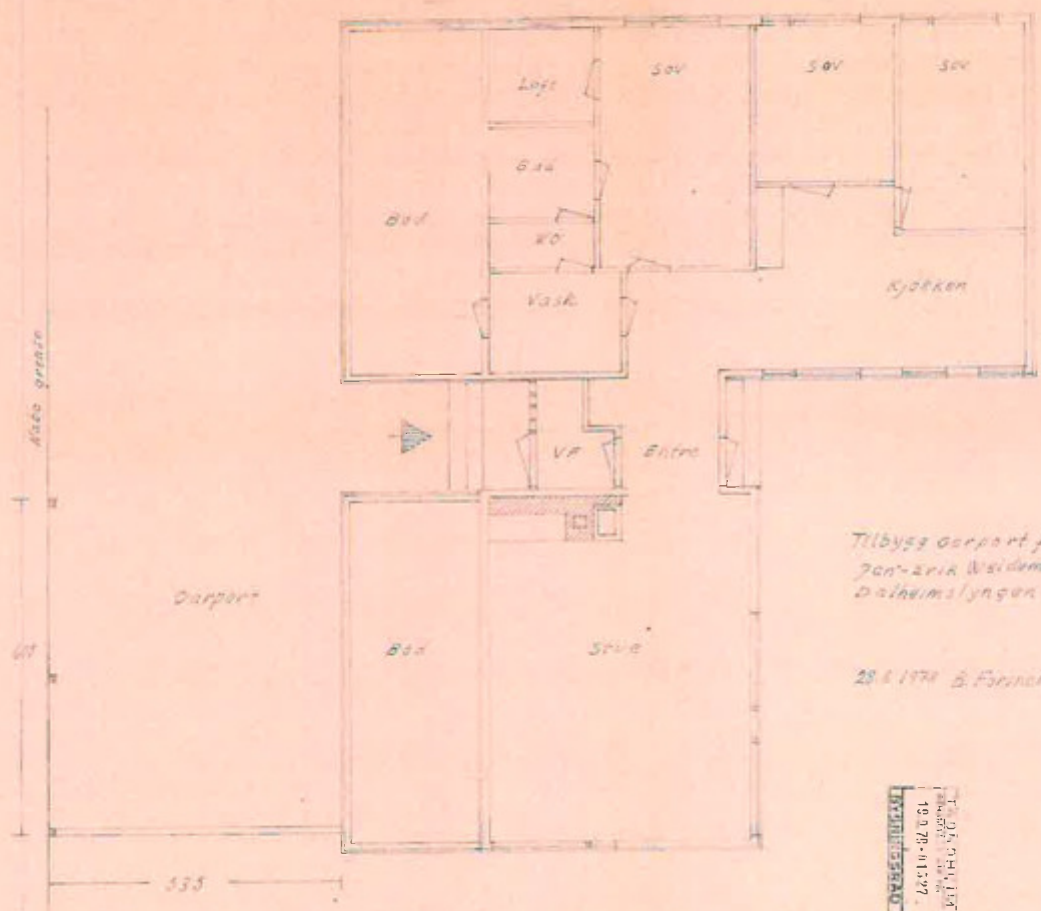 Sov
Sov
Sov
Loft
Bad
Bod
WC
Vask
Kjøkken
Nabo grense
VF
Entre
Carport
Bod
Stue
Tilbygg carport
Jan-Erik
Dalheimslyngen
28. 1978 B.
535